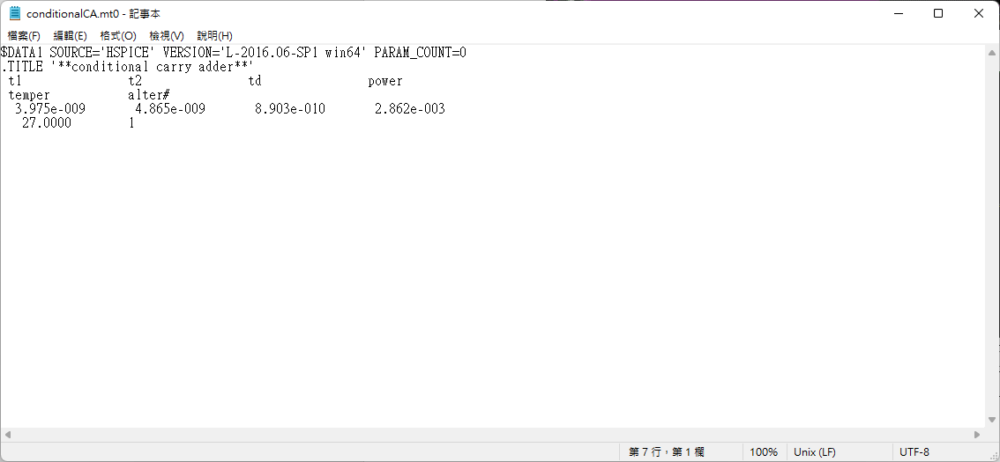 conditionalCA.mt0 - 記事本
檔案(F) 編輯(E) 格式(O) 檢視(V) 說明(H)
$DATA1 SOURCE='HSPICE' VERSION='L-2016.06-SP1 win64' PARAM_COUNT=0
.TITLE '**conditional carry adder**'
t1 t2 td power
temper alter#
3.975e-009 4.865e-009 8.903e-010 2.862e-003
27.0000 1
第 7 行，第 1 欄 100% Unix (LF) UTF-8